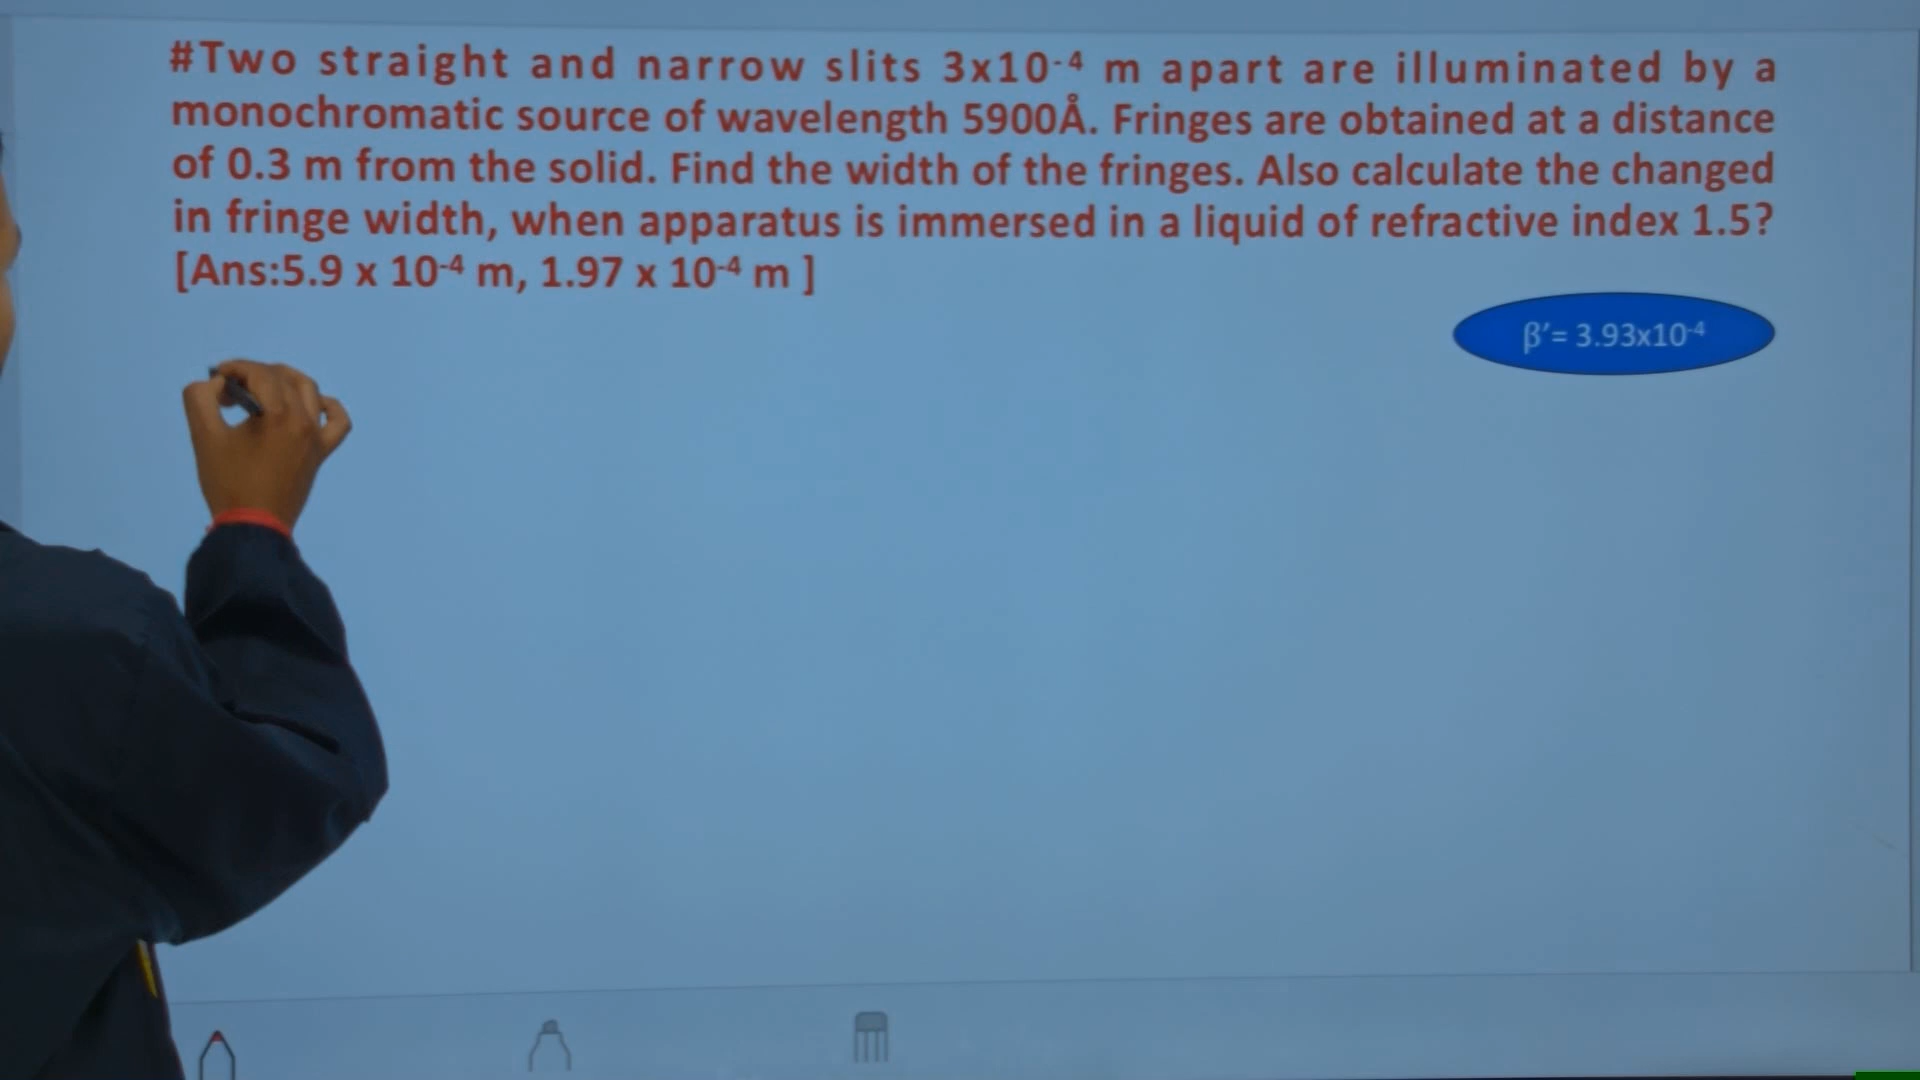 #Two straight and narrow slits 3x10⁻⁴ m apart are illuminated by a
monochromatic source of wavelength 5900Å. Fringes are obtained at a distance
of 0.3 m from the solid. Find the width of the fringes. Also calculate the changed
in fringe width, when apparatus is immersed in a liquid of refractive index 1.5?
[Ans:5.9 x 10⁻⁴ m, 1.97 x 10⁻⁴ m ]
β′= 3.93x10⁻⁴